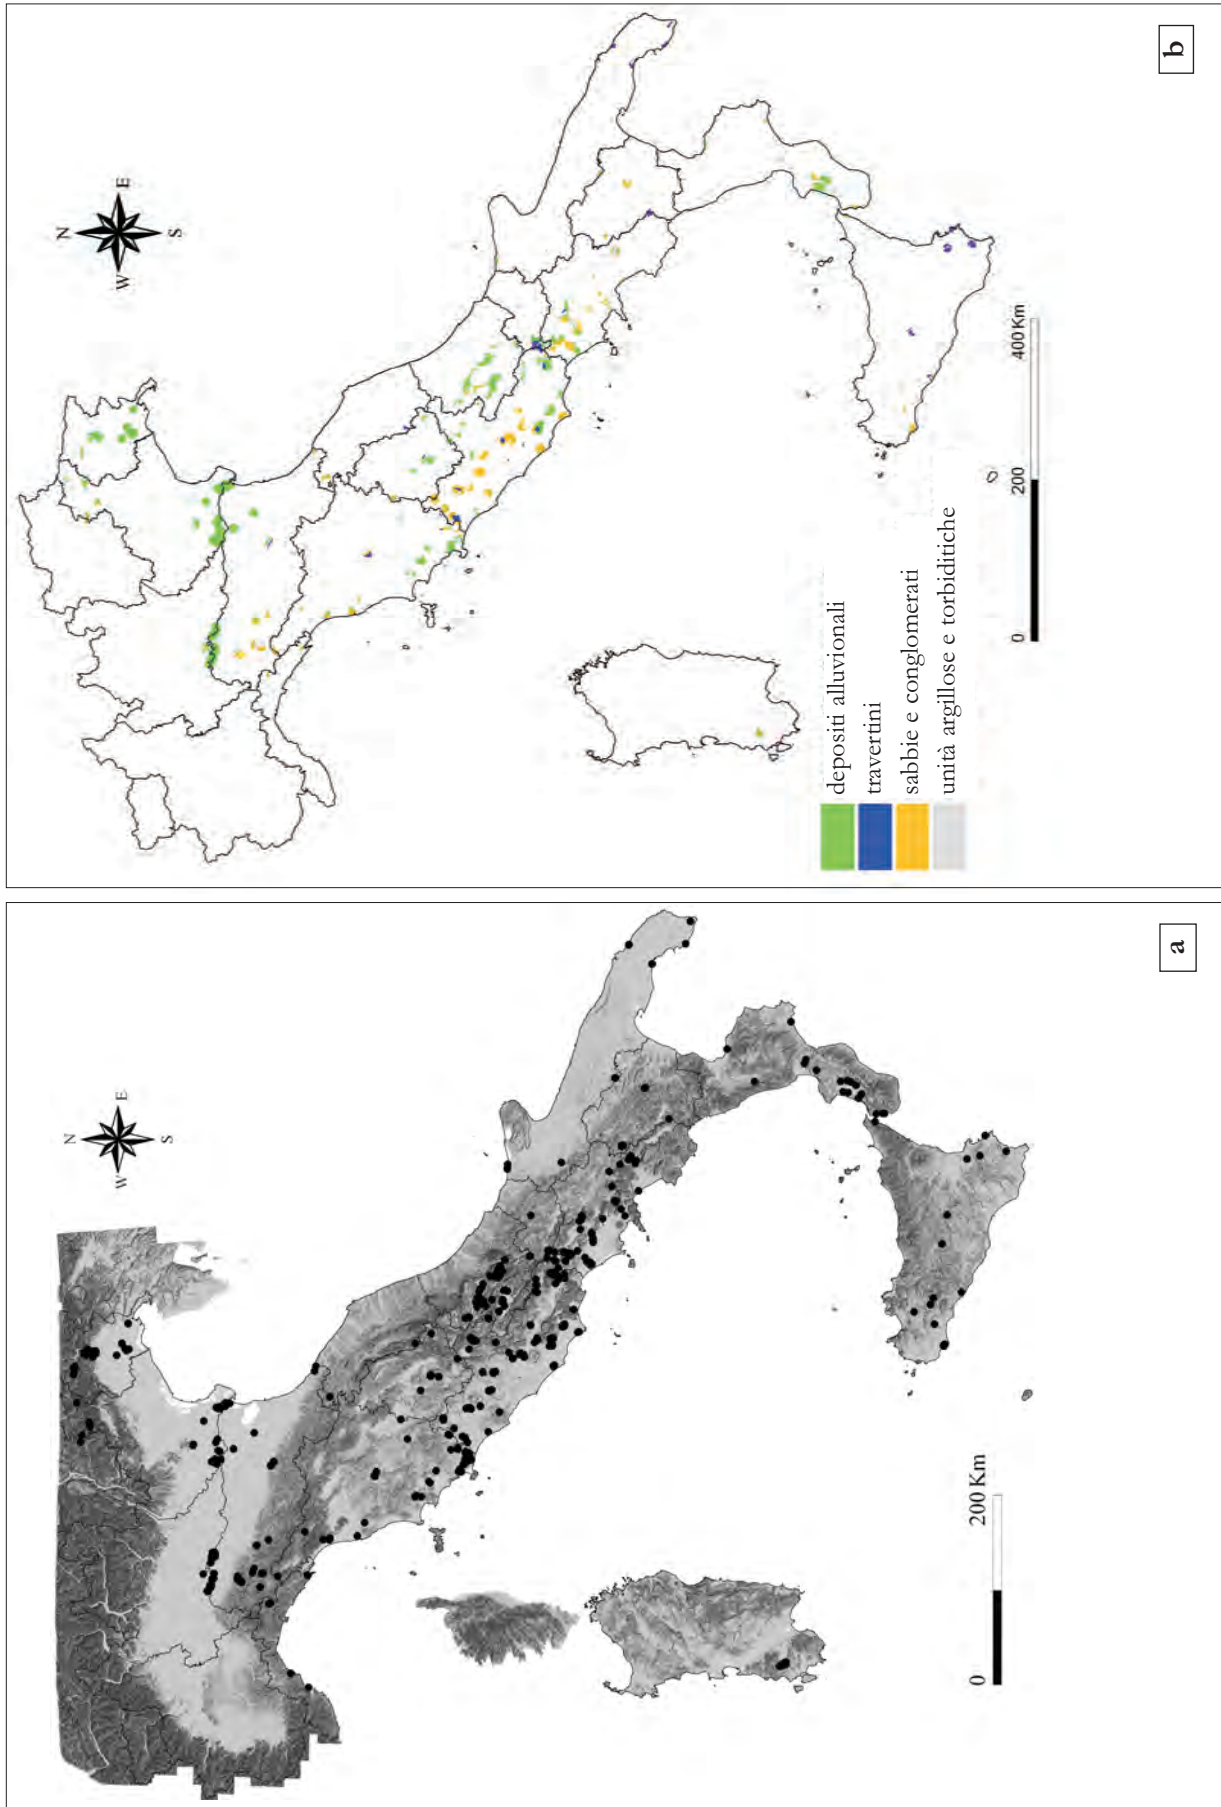 N
W
E
S
a
0
200 Km
N
W
E
S
b
depositi alluvionali
travertini
sabbie e conglomerati
unità argillose e torbiditiche
0
200
400 Km